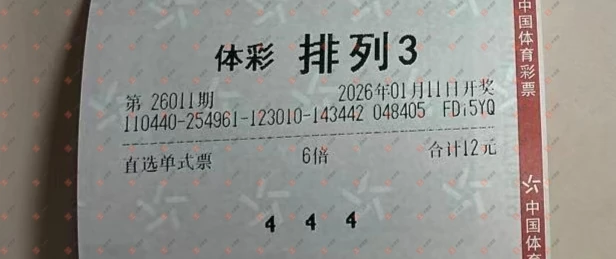 体彩 排列3
第 26011期 2026年01月11日开奖
110440-254961-123010-143442 048405 FD;5YQ
直选单式票 6倍 合计12元
4 4 4
中国体育彩票
中国体育